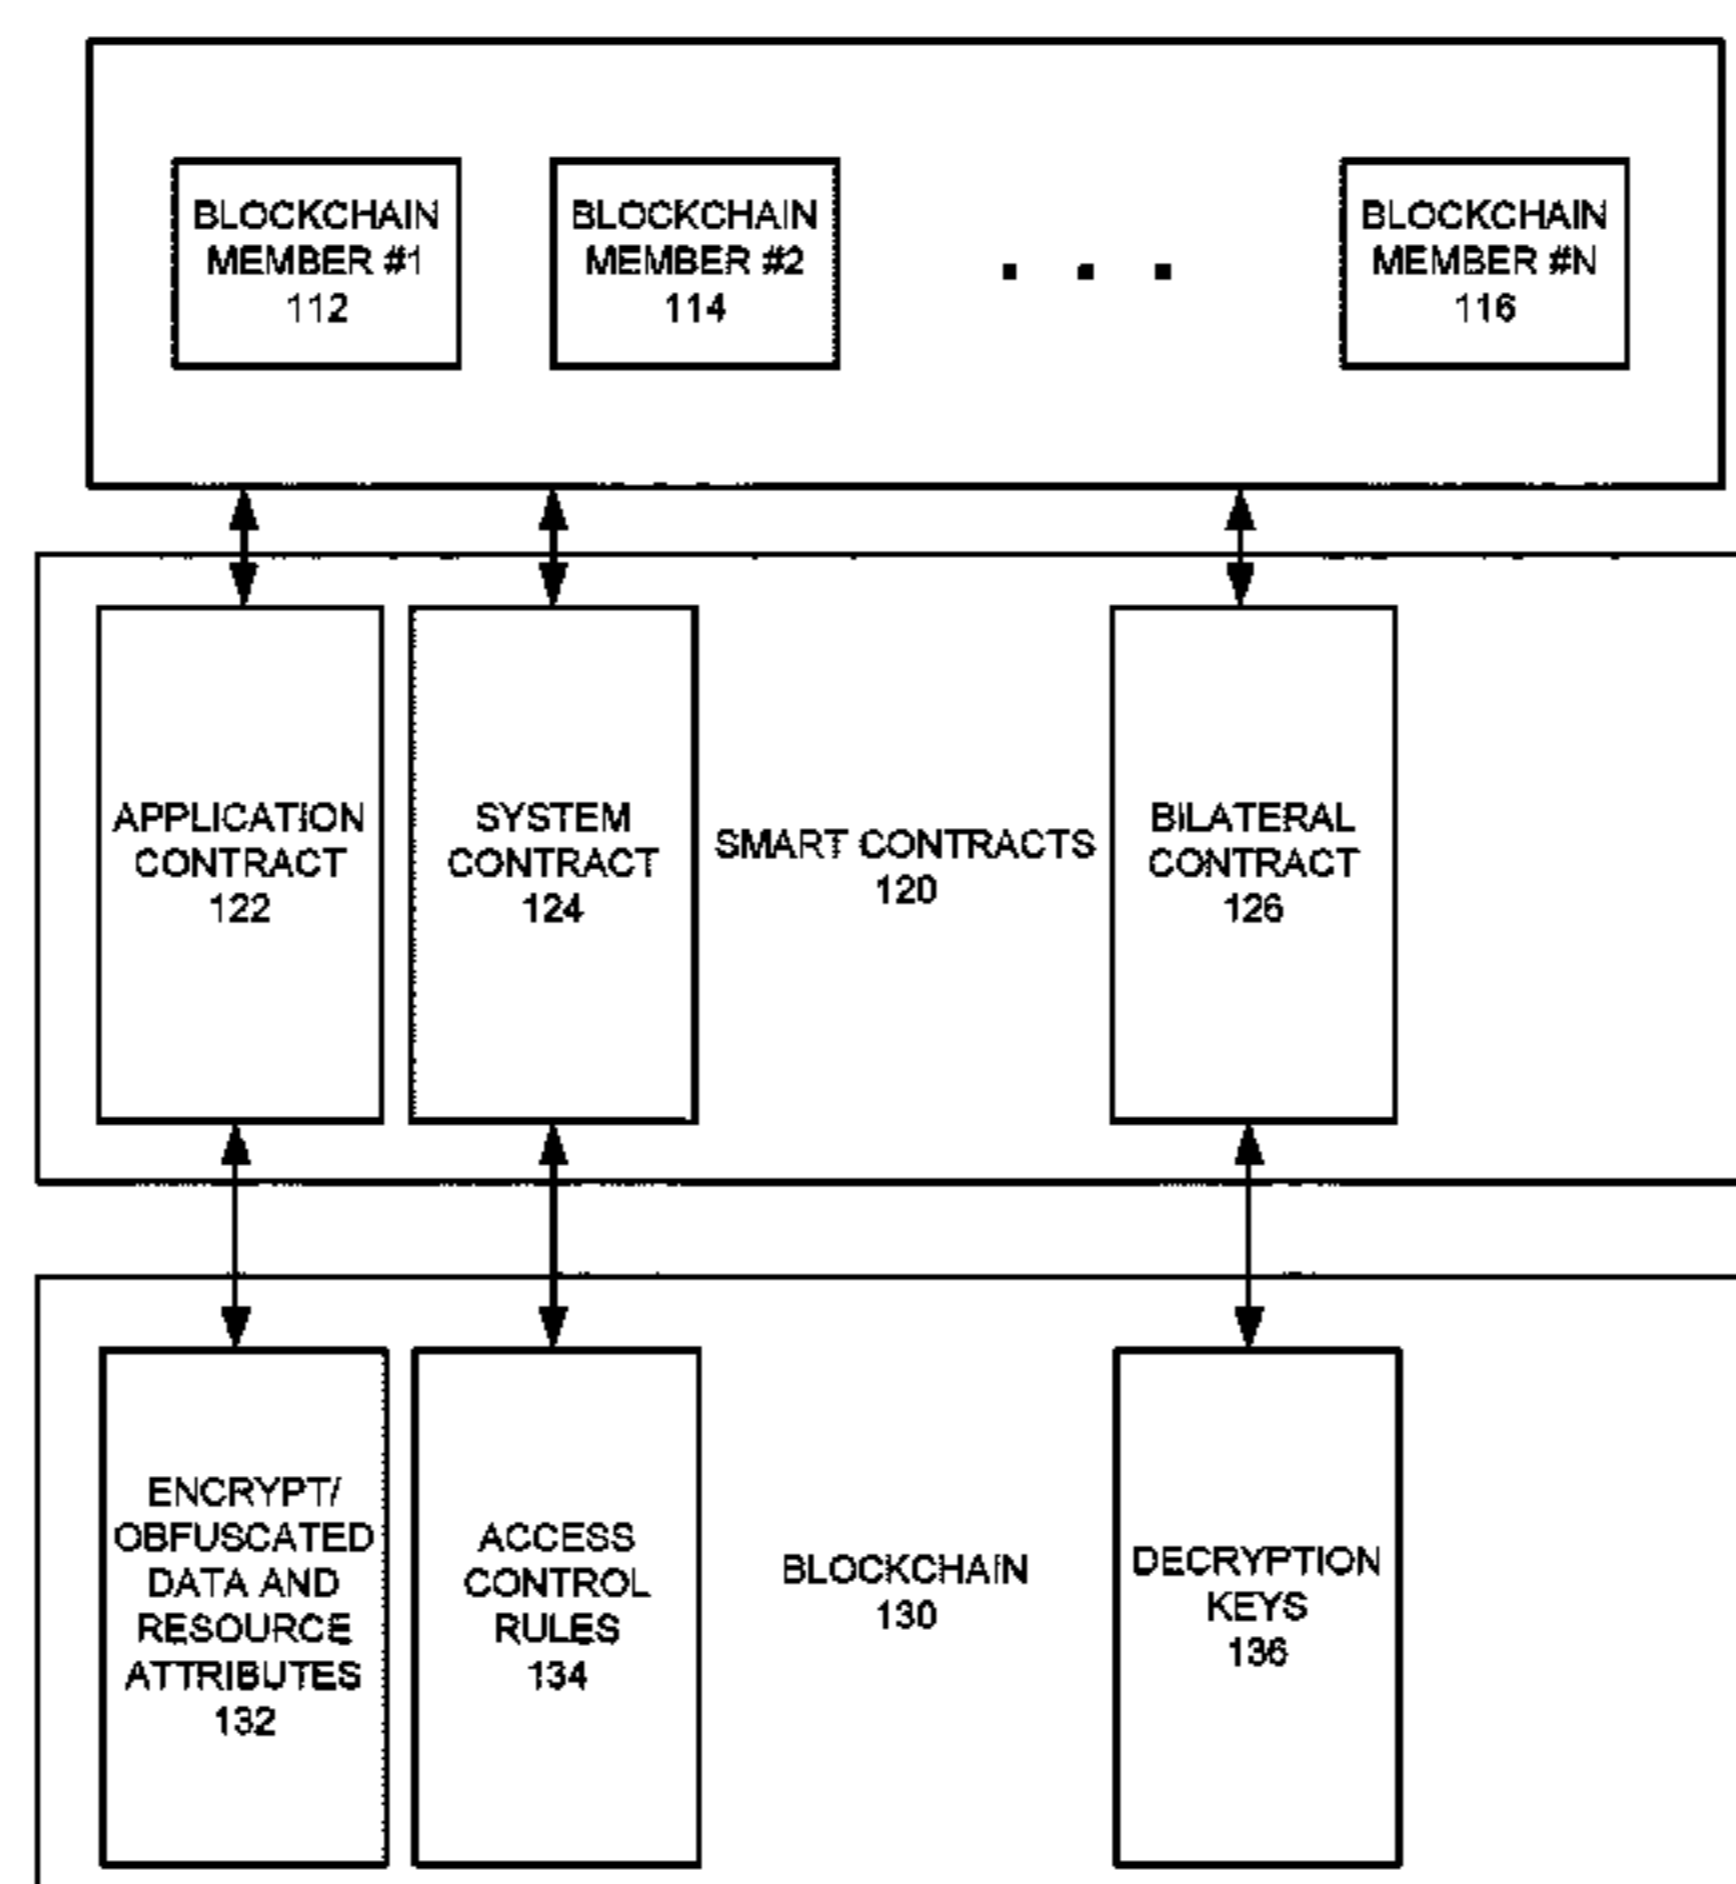 BLOCKCHAIN
MEMBER #1
112
BLOCKCHAIN
MEMBER #2
114
BLOCKCHAIN
MEMBER #N
116
APPLICATION
CONTRACT
122
SYSTEM
CONTRACT
124
SMART CONTRACTS
120
BILATERAL
CONTRACT
126
ENCRYPT/
OBFUSCATED
DATA AND
RESOURCE
ATTRIBUTES
132
ACCESS
CONTROL
RULES
134
BLOCKCHAIN
130
DECRYPTION
KEYS
136